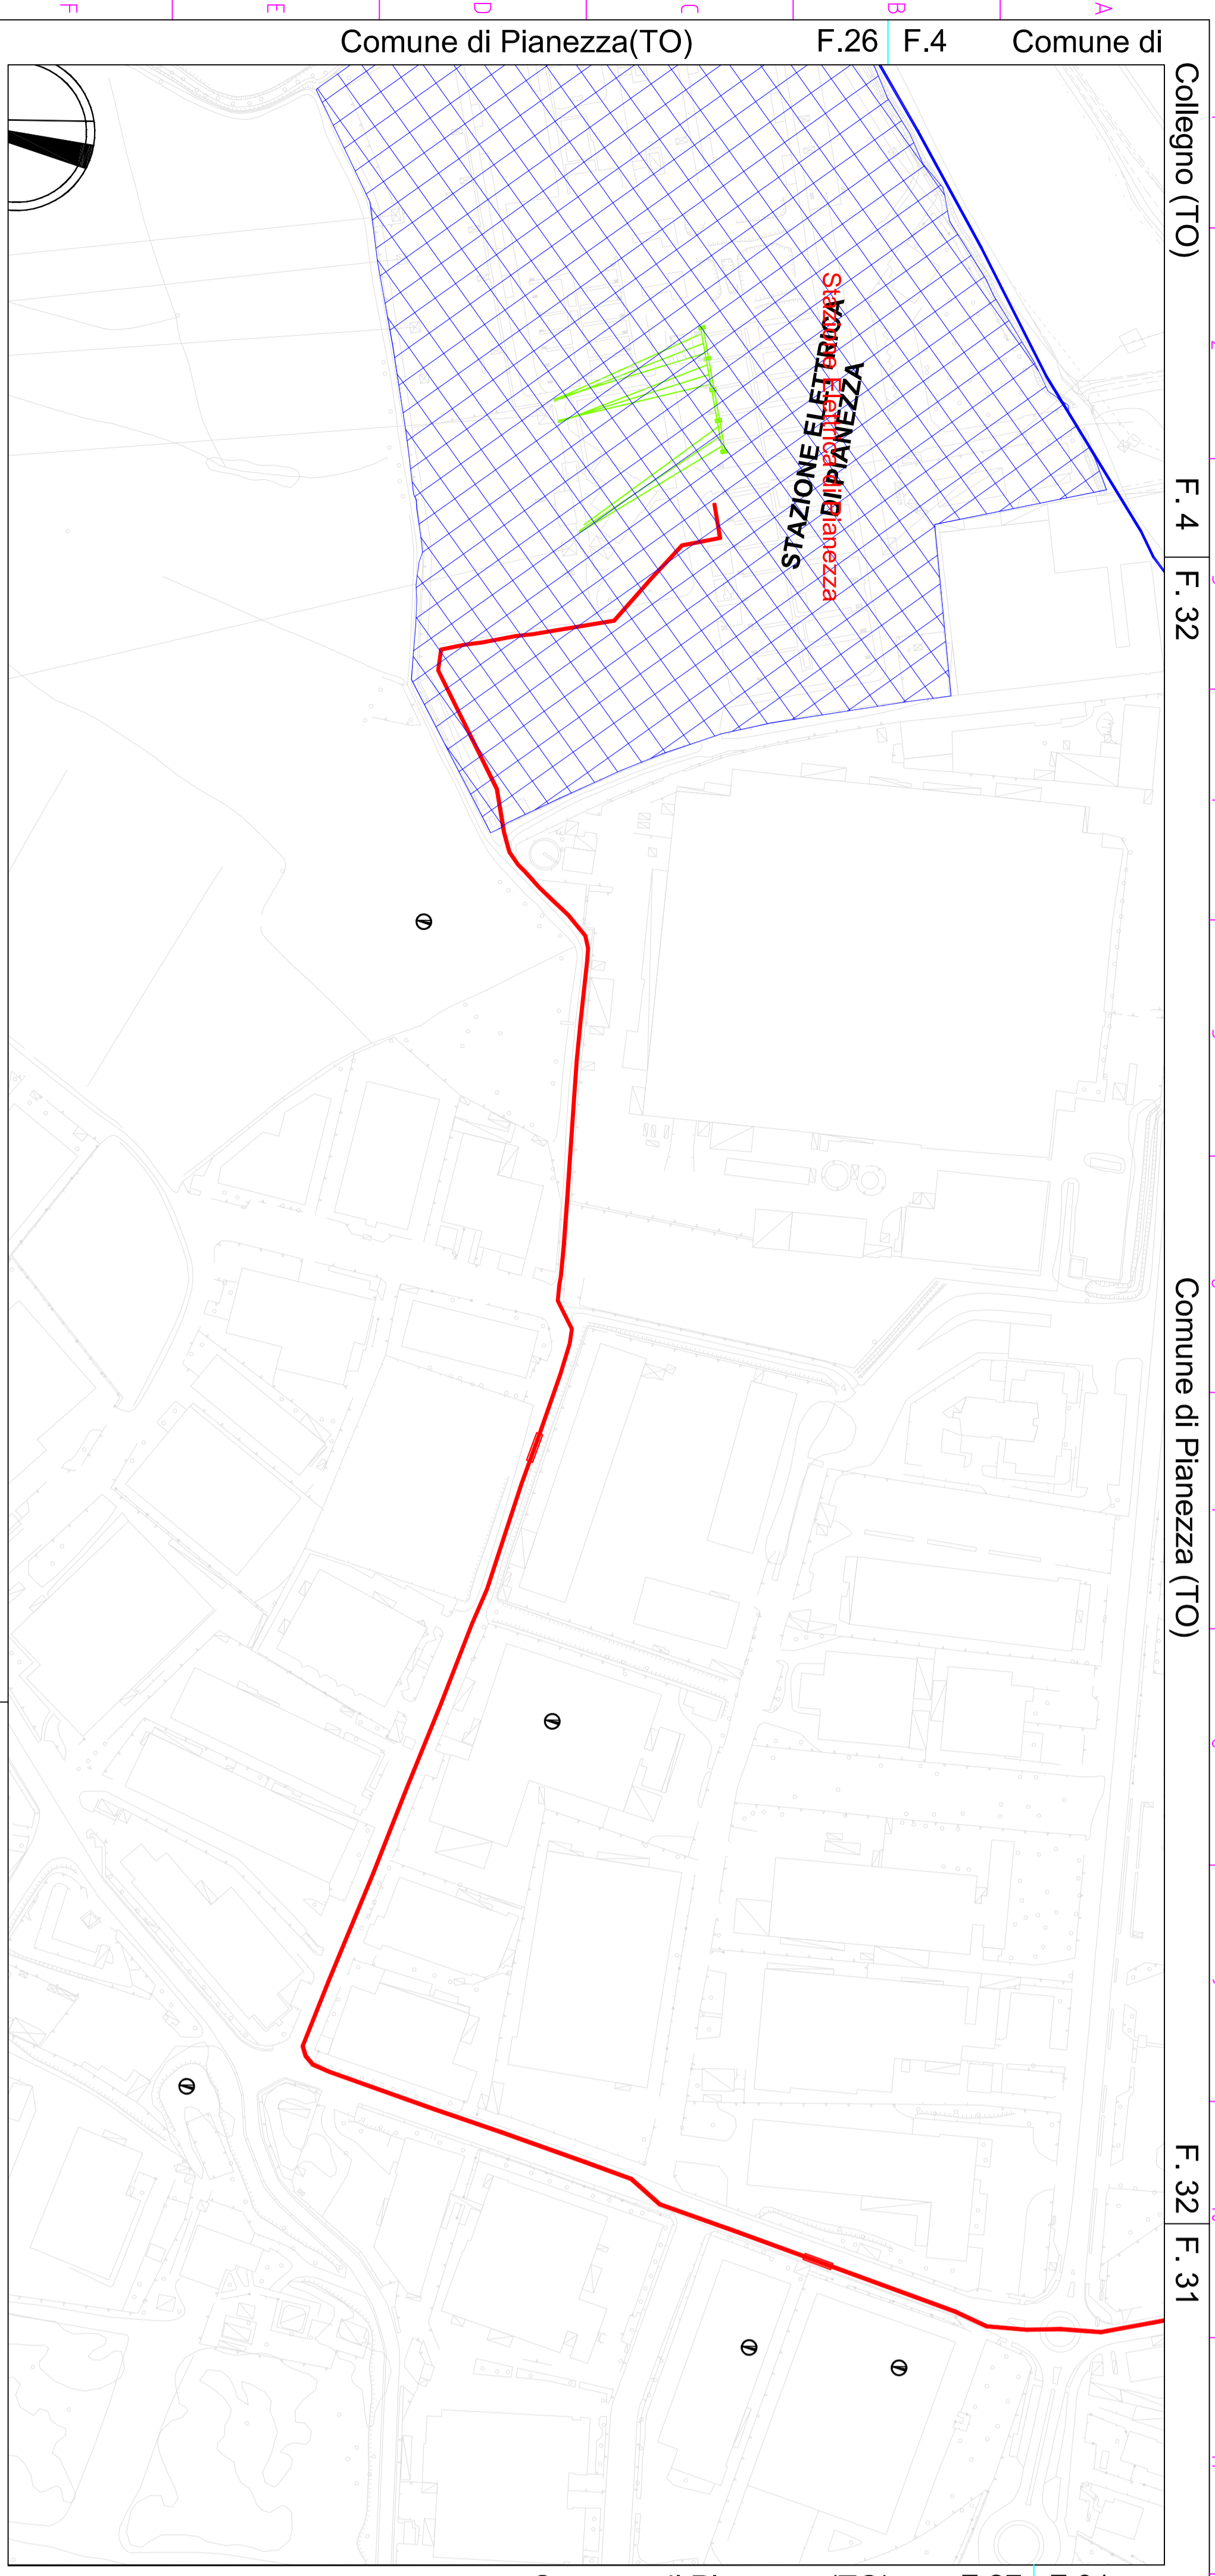 F E D C B A
Comune di Pianezza(TO) F.26 F.4 Comune di
Collegno (TO)
F. 4 F. 32
Comune di Pianezza (TO)
F. 32 F. 31
STAZIONE ELETTRICA
DI PIANEZZA
Stazione Elettrica di Pianezza